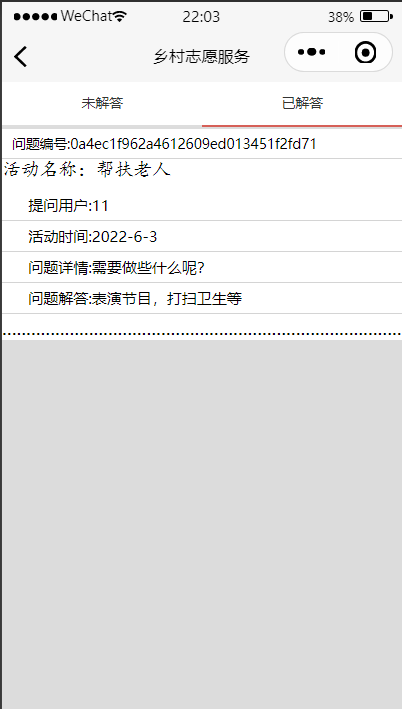 WeChat 22:03 38%
乡村志愿服务
未解答 已解答
问题编号:0a4ec1f962a4612609ed013451f2fd71
活动名称：帮扶老人
提问用户:11
活动时间:2022-6-3
问题详情:需要做些什么呢？
问题解答:表演节目，打扫卫生等